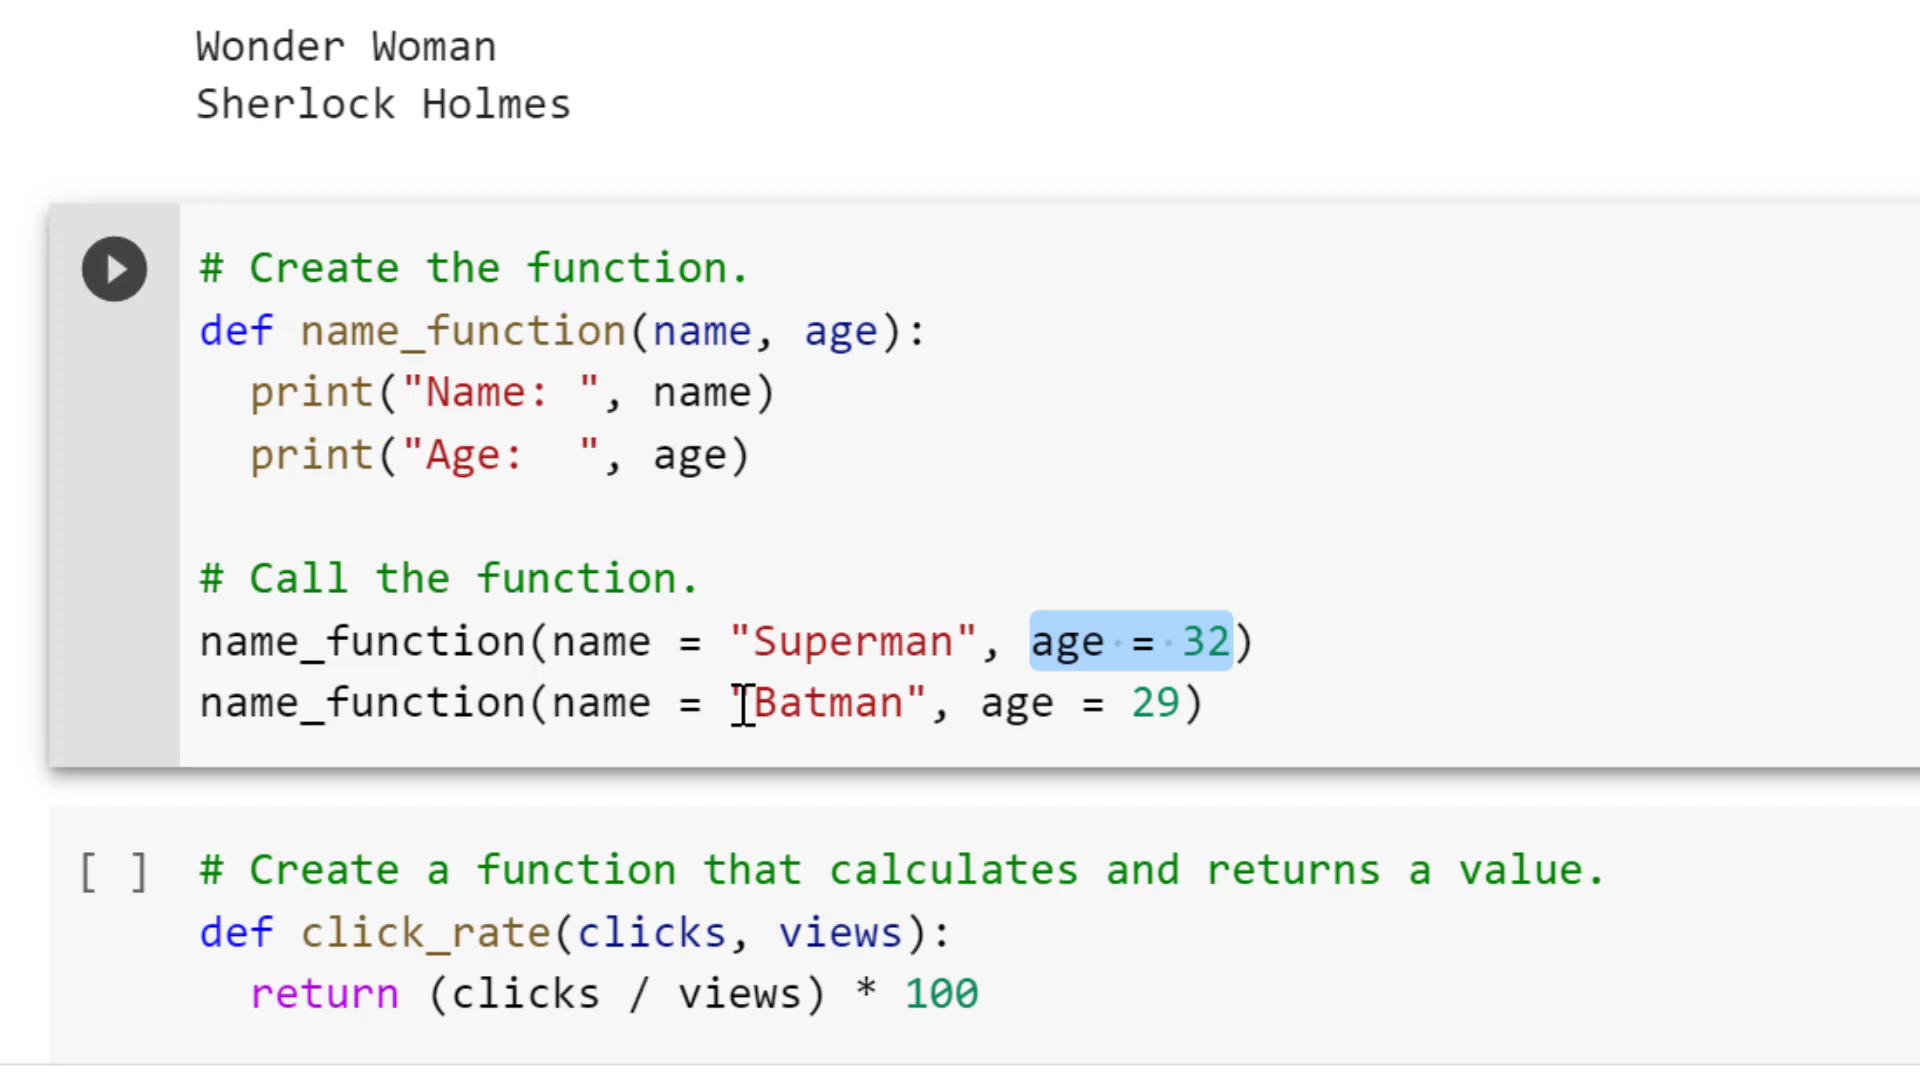 Wonder Woman
Sherlock Holmes
# Create the function.
def name_function(name, age):
  print("Name: ", name)
  print("Age:  ", age)
# Call the function.
name_function(name = "Superman", age = 32)
name_function(name = "Batman", age = 29)
[ ] # Create a function that calculates and returns a value.
def click_rate(clicks, views):
  return (clicks / views) * 100